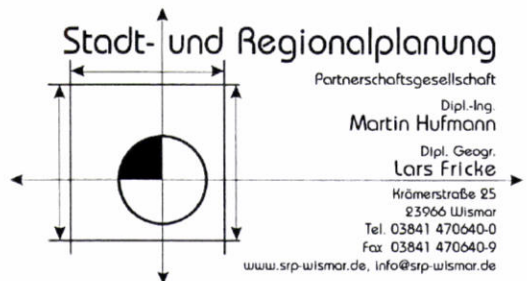 Stadt- und Regionalplanung
Partnerschaftsgesellschaft
Dipl.-Ing.
Martin Hufmann
Dipl. Geogr.
Lars Fricke
Krämerstraße 25
23966 Wismar
Tel. 03841 470640-0
Fax 03841 470640-9
www.srp-wismar.de, info@srp-wismar.de